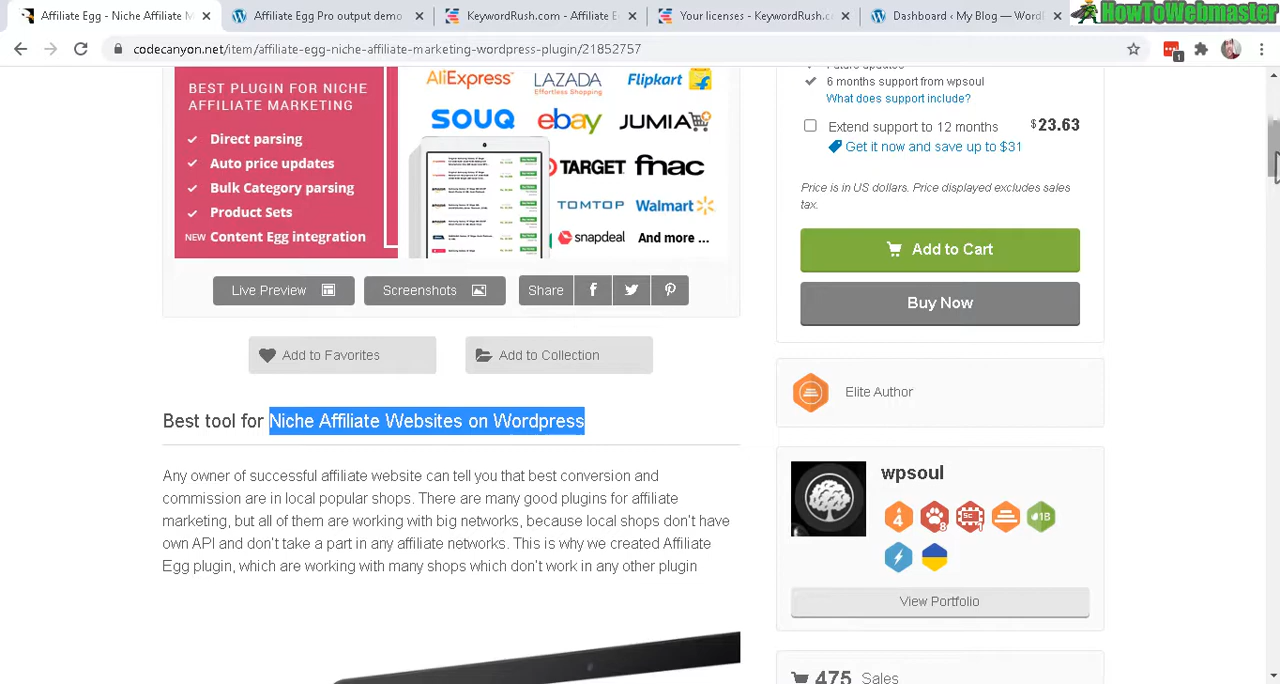 Affiliate Egg - Niche Affiliate
Affiliate Egg Pro output demo
KeywordRush.com - Affiliate E
Your licenses - KeywordRush.c
Dashboard ‹ My Blog — Word
HowToWebmaster
codecanyon.net/item/affiliate-egg-niche-affiliate-marketing-wordpress-plugin/21852757
1
BEST PLUGIN FOR NICHE
AFFILIATE MARKETING
Direct parsing
Auto price updates
Bulk Category parsing
Product Sets
Content Egg integration
AliExpress
LAZADA
Effortless Shopping
Flipkart
SOUQ
ebay
JUMIA
TARGET
fnac
TOMTOP
Walmart
snapdeal
And more ...
Live Preview
Screenshots
Share
Add to Favorites
Add to Collection
Best tool for Niche Affiliate Websites on Wordpress
Any owner of successful affiliate website can tell you that best conversion and
commission are in local popular shops. There are many good plugins for affiliate
marketing but all of them are working with big networks, because local shops don't have
own API and don't take a part in any affiliate networks. This is why we created Affiliate
Egg plugin, which are working with many shops which don't work in any other plugin
Future updates
6 months support from wpsoul
What does support include?
Extend support to 12 months
$23.63
Get it now and save up to $31
Price is in US dollars. Price displayed excludes sales
tax.
Add to Cart
Buy Now
Elite Author
wpsoul
View Portfolio
475 Sales